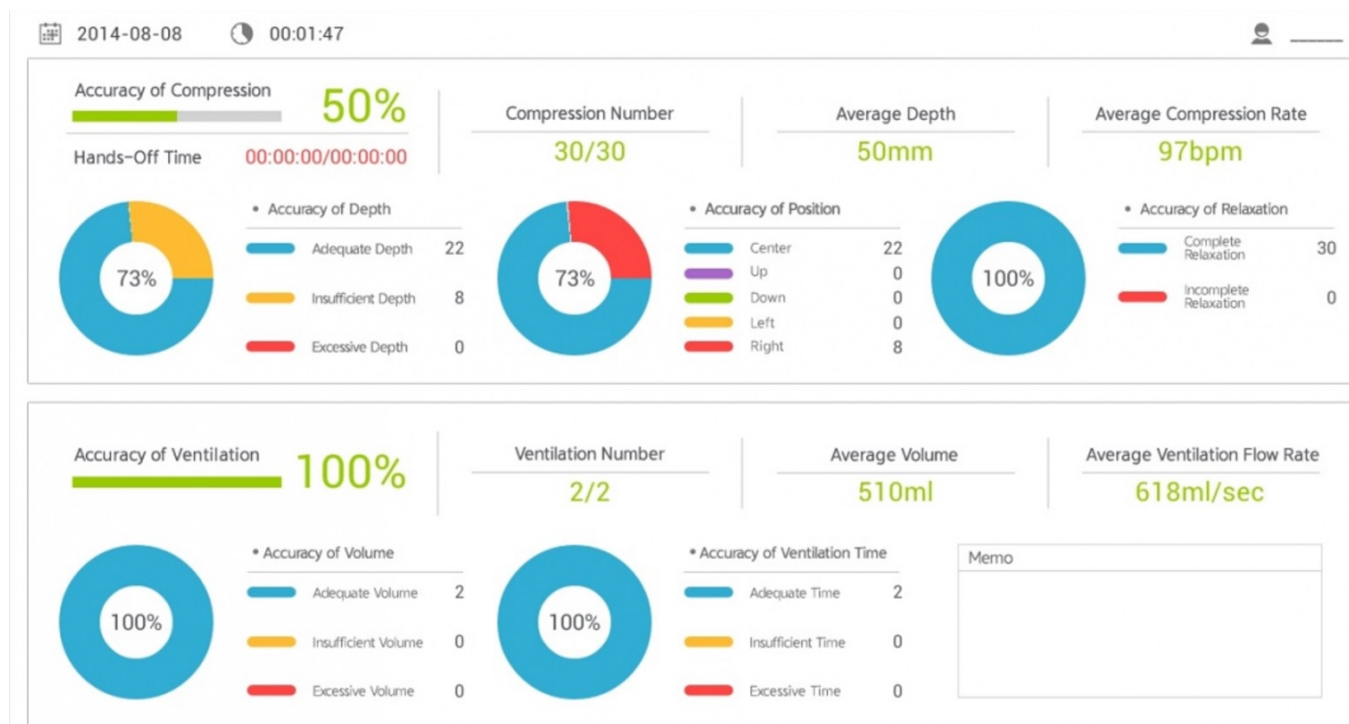 2014-08-08 00:01:47 ______
Accuracy of Compression 50%
Hands-Off Time 00:00:00/00:00:00
Compression Number
30/30
Average Depth
50mm
Average Compression Rate
97bpm
73%
• Accuracy of Depth
Adequate Depth 22
Insufficient Depth 8
Excessive Depth 0
73%
• Accuracy of Position
Center 22
Up 0
Down 0
Left 0
Right 8
100%
• Accuracy of Relaxation
Complete
Relaxation 30
Incomplete
Relaxation 0
Accuracy of Ventilation 100%
Ventilation Number
2/2
Average Volume
510ml
Average Ventilation Flow Rate
618ml/sec
100%
• Accuracy of Volume
Adequate Volume 2
Insufficient Volume 0
Excessive Volume 0
100%
• Accuracy of Ventilation Time
Adequate Time 2
Insufficient Time 0
Excessive Time 0
Memo